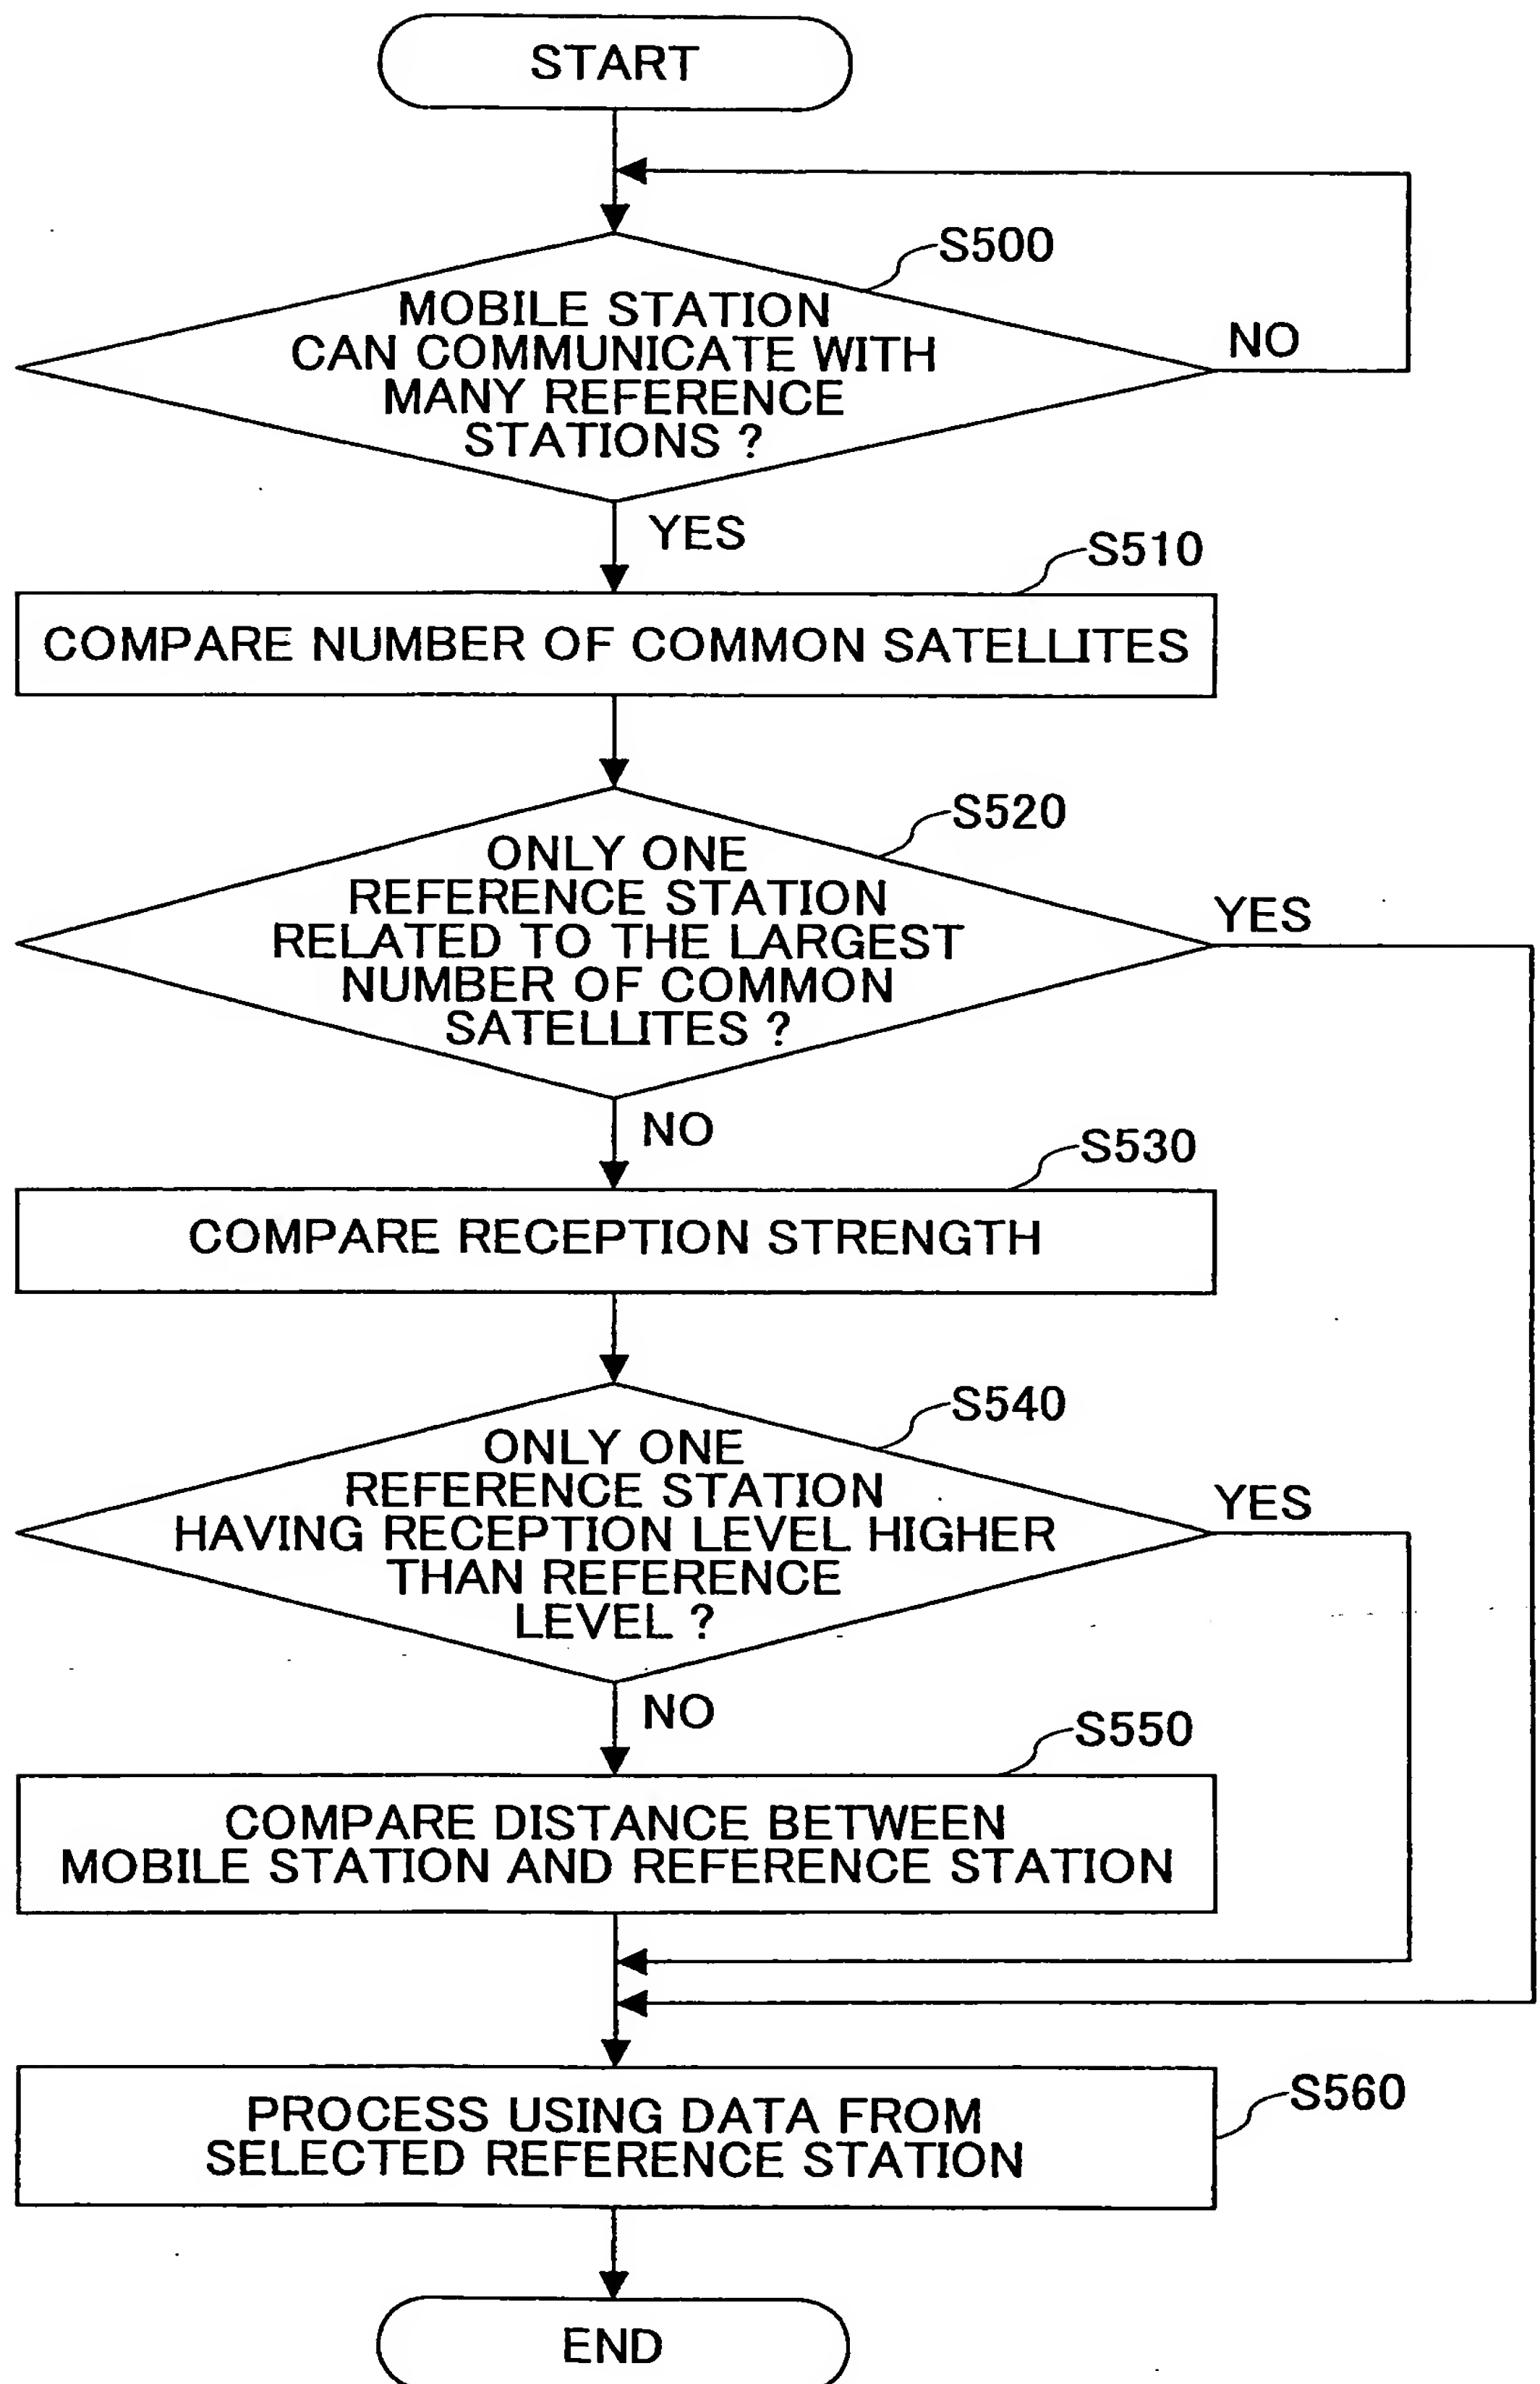 START
S500
MOBILE STATION
CAN COMMUNICATE WITH
MANY REFERENCE
STATIONS ?
NO
YES
S510
COMPARE NUMBER OF COMMON SATELLITES
S520
ONLY ONE
REFERENCE STATION
RELATED TO THE LARGEST
NUMBER OF COMMON
SATELLITES ?
YES
NO
S530
COMPARE RECEPTION STRENGTH
S540
ONLY ONE
REFERENCE STATION
HAVING RECEPTION LEVEL HIGHER
THAN REFERENCE
LEVEL ?
YES
NO
S550
COMPARE DISTANCE BETWEEN
MOBILE STATION AND REFERENCE STATION
S560
PROCESS USING DATA FROM
SELECTED REFERENCE STATION
END